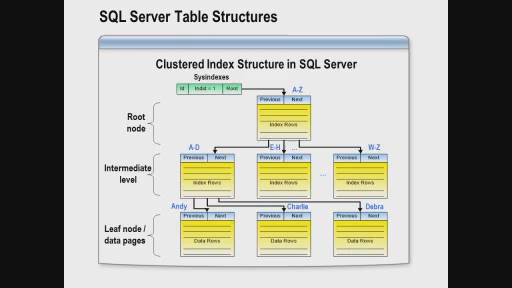 SQL Server Table Structures
Clustered Index Structure in SQL Server
Sysindexes
id Indid = 1 Root
A-Z
Previous Next
Index Rows
Root
node
A-D E-H ... W-Z
Previous Next Previous Next Previous Next
Intermediate
level
Index Rows Index Rows ... Index Rows
Andy Charlie Debra
Previous Next Previous Next Previous Next
Leaf node /
data pages
Data Rows Data Rows Data Rows